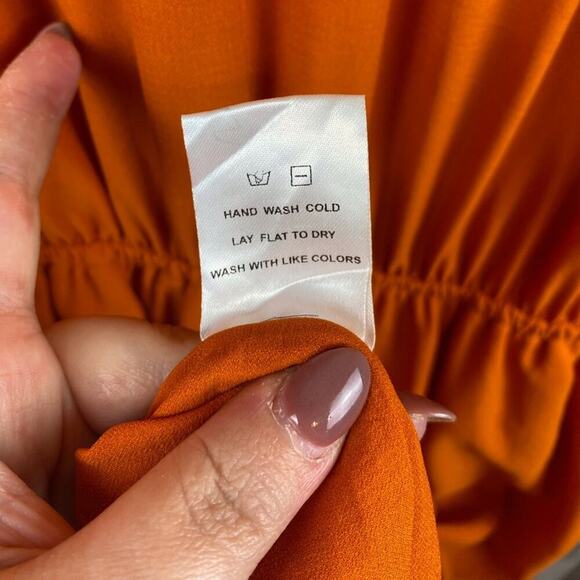 HAND WASH COLD
LAY FLAT TO DRY
WASH WITH LIKE COLORS